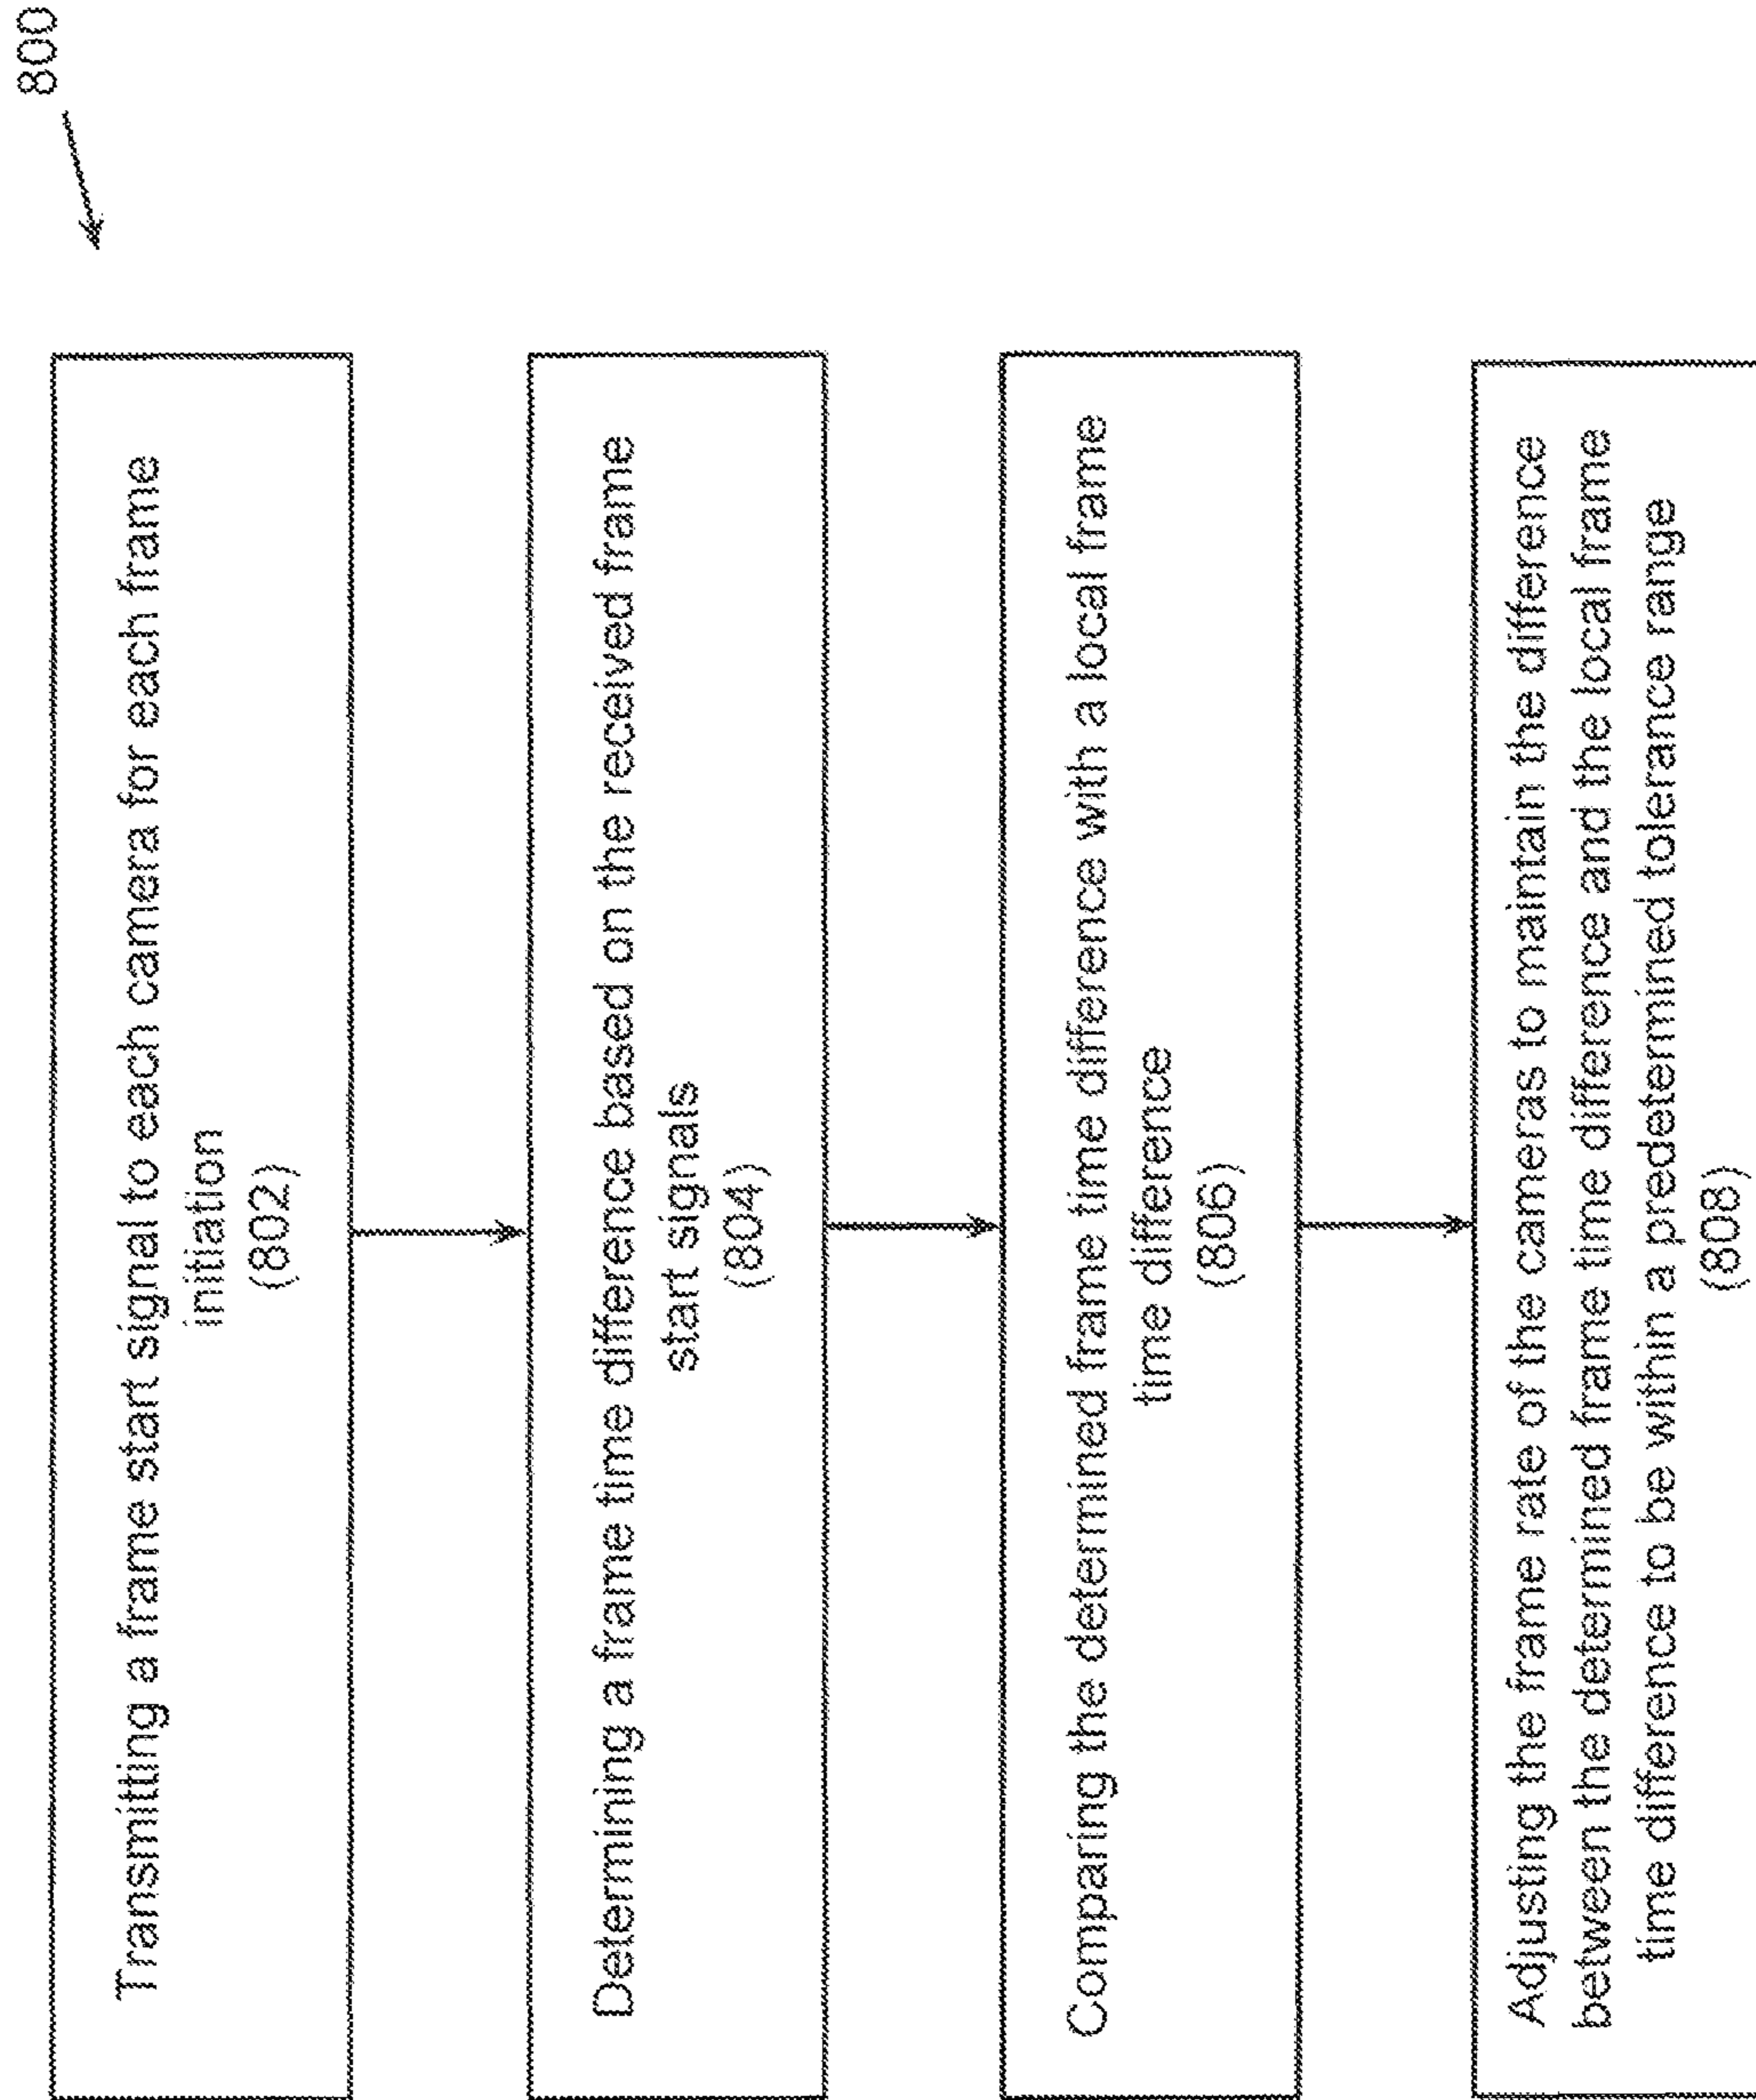 800
Transmitting a frame start signal to each camera for each frame
initiation
(802)
Determining a frame time difference based on the received frame
start signals
(804)
Comparing the determined frame time difference with a local frame
time difference
(806)
Adjusting the frame rate of the cameras to maintain the difference
between the determined frame time difference and the local frame
time difference to be within a predetermined tolerance range
(808)